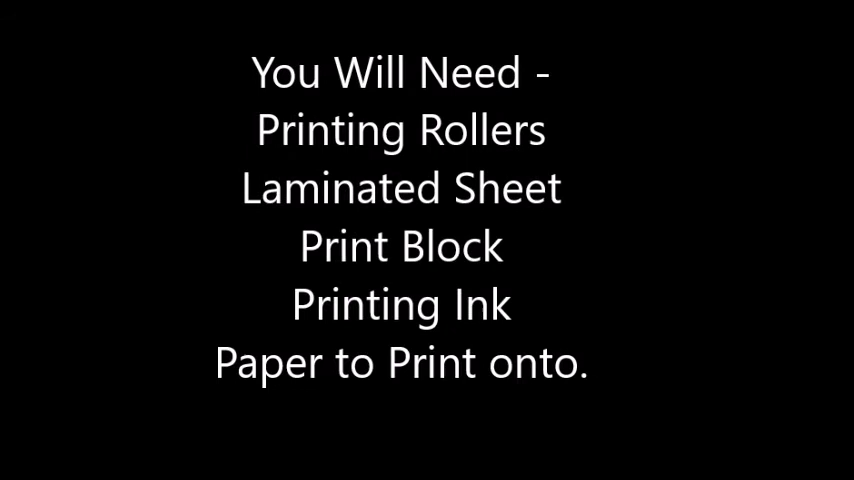 You Will Need -
Printing Rollers
Laminated Sheet
Print Block
Printing Ink
Paper to Print onto.